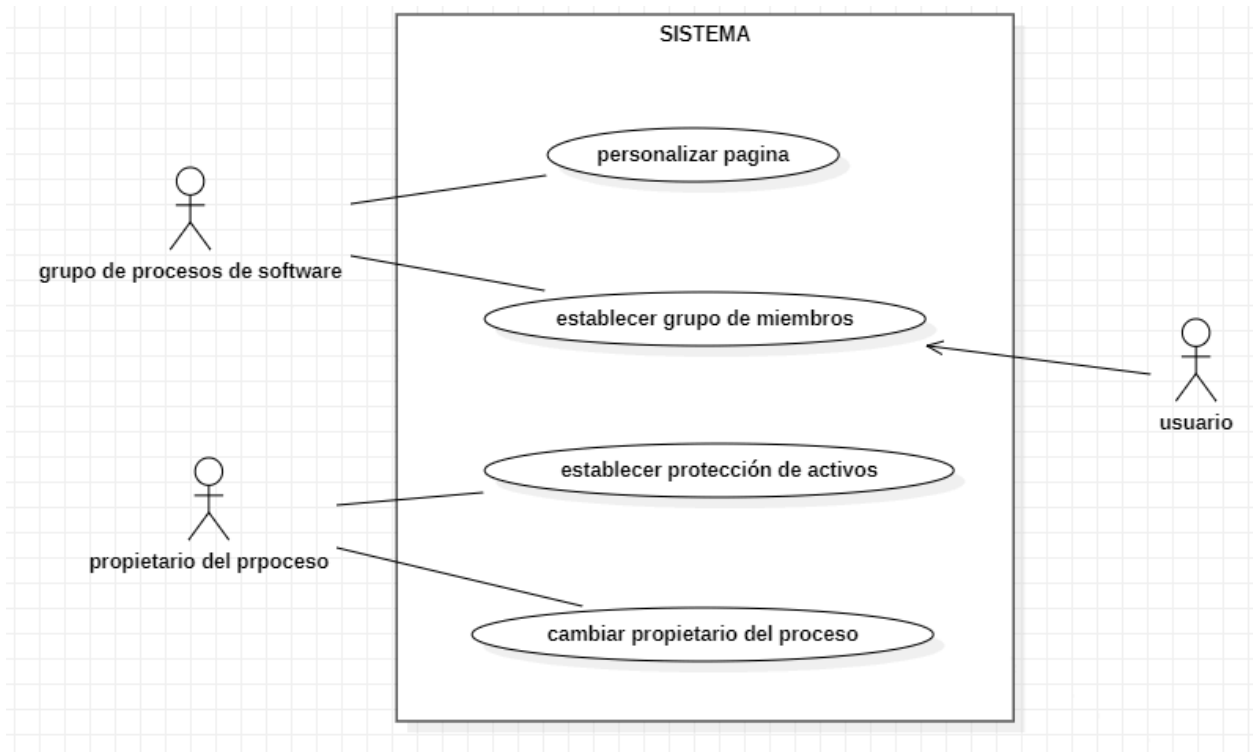 SISTEMA
personalizar pagina
grupo de procesos de software
establecer grupo de miembros
usuario
establecer protección de activos
propietario del prpoceso
cambiar propietario del proceso